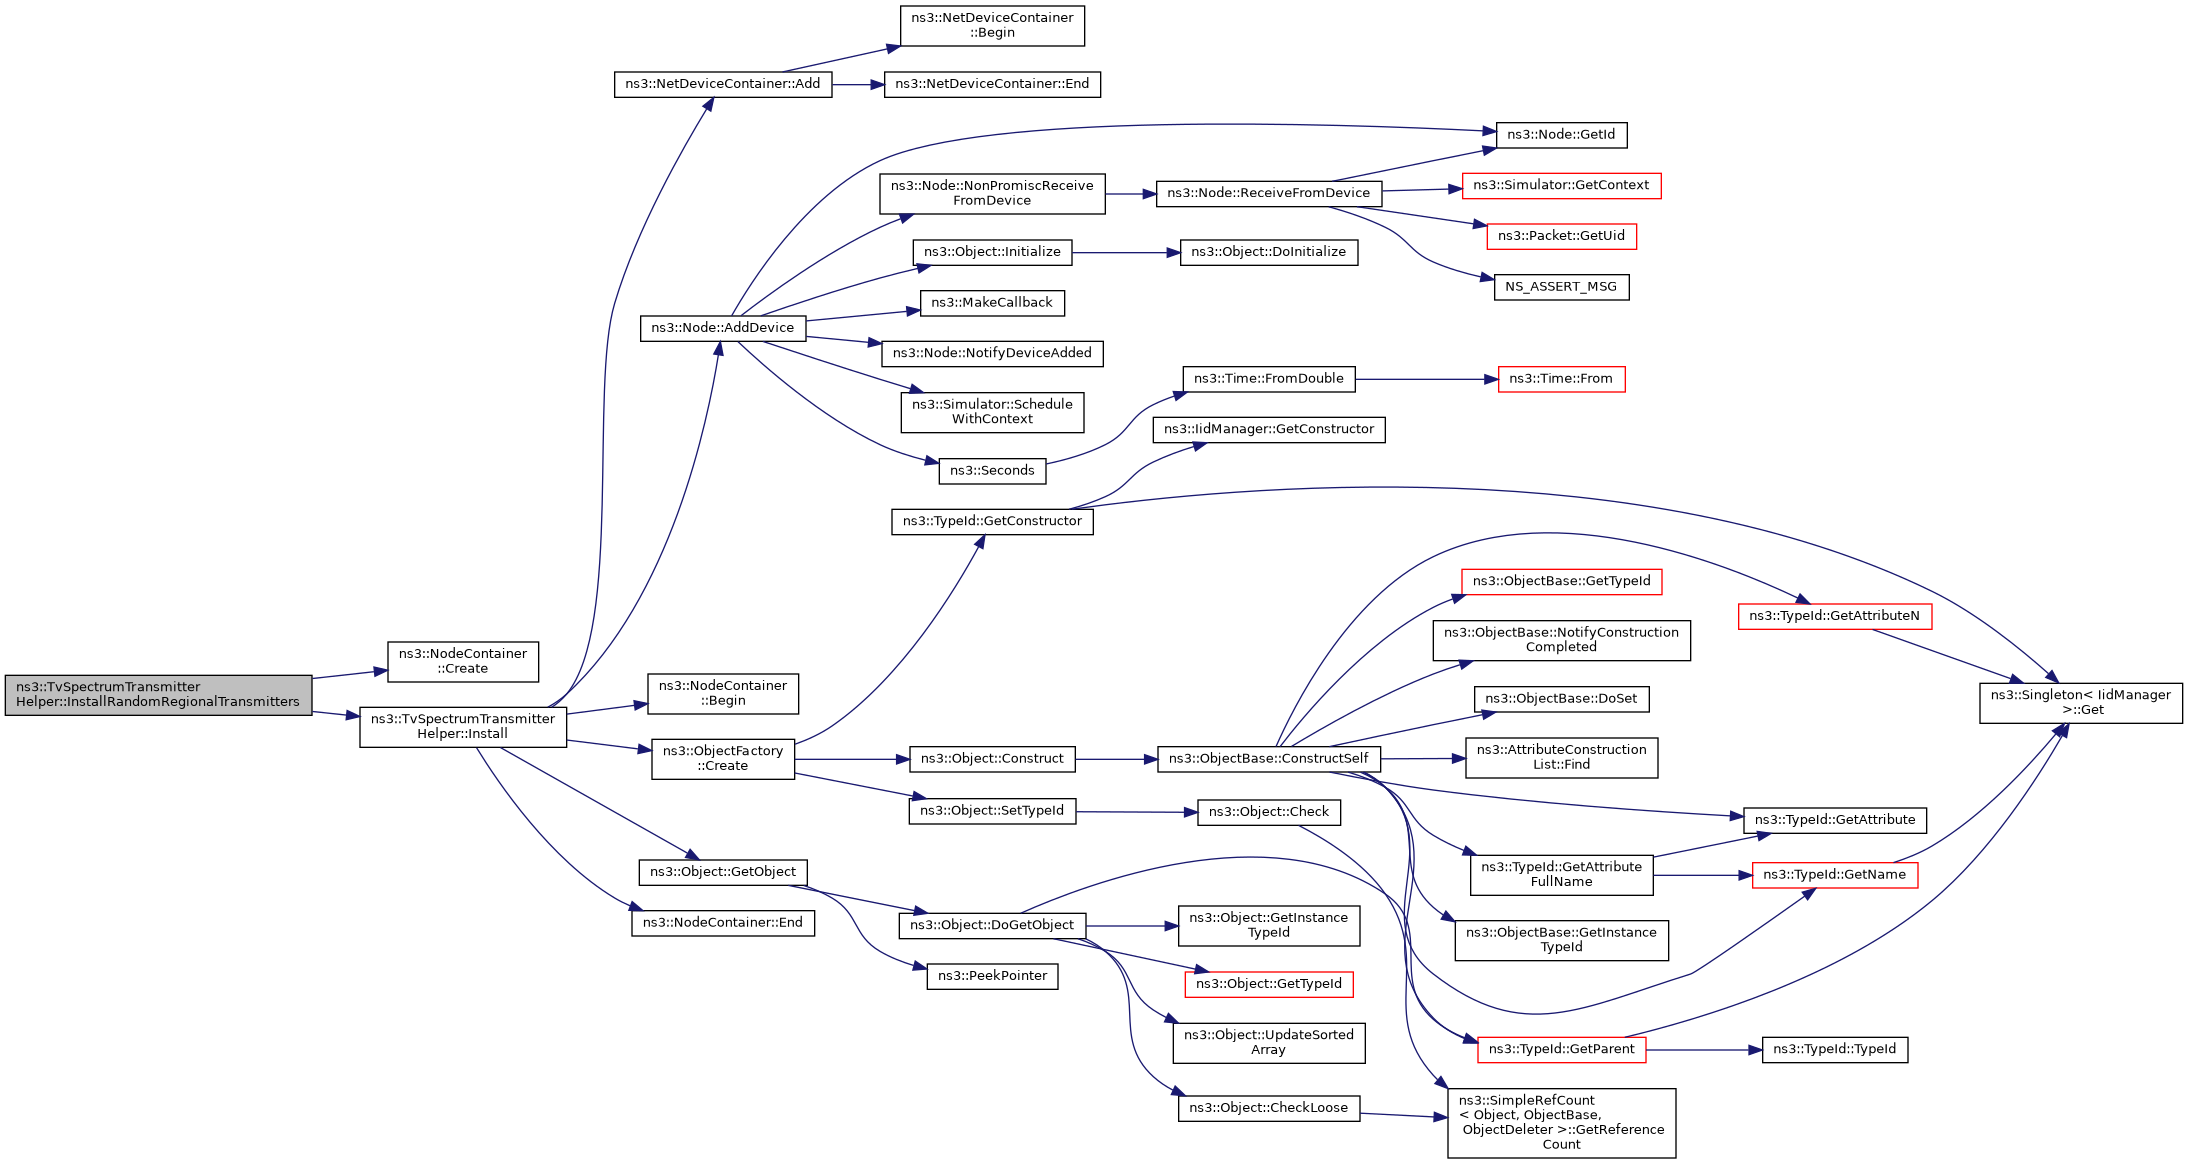 ns3::NetDeviceContainer
::Begin
ns3::NetDeviceContainer::Add
ns3::NetDeviceContainer::End
ns3::Node::GetId
ns3::Node::NonPromiscReceive
FromDevice
ns3::Node::ReceiveFromDevice
ns3::Simulator::GetContext
ns3::Packet::GetUid
ns3::Object::Initialize
ns3::Object::DoInitialize
NS_ASSERT_MSG
ns3::MakeCallback
ns3::Node::AddDevice
ns3::Node::NotifyDeviceAdded
ns3::Time::FromDouble
ns3::Time::From
ns3::Simulator::Schedule
WithContext
ns3::IidManager::GetConstructor
ns3::Seconds
ns3::TypeId::GetConstructor
ns3::ObjectBase::GetTypeId
ns3::TypeId::GetAttributeN
ns3::ObjectBase::NotifyConstruction
Completed
ns3::NodeContainer
::Create
ns3::TvSpectrumTransmitter
Helper::InstallRandomRegionalTransmitters
ns3::NodeContainer
::Begin
ns3::ObjectBase::DoSet
ns3::Singleton< IidManager
>::Get
ns3::TvSpectrumTransmitter
Helper::Install
ns3::ObjectFactory
::Create
ns3::Object::Construct
ns3::ObjectBase::ConstructSelf
ns3::AttributeConstruction
List::Find
ns3::Object::SetTypeId
ns3::Object::Check
ns3::TypeId::GetAttribute
ns3::Object::GetObject
ns3::TypeId::GetAttribute
FullName
ns3::TypeId::GetName
ns3::NodeContainer::End
ns3::Object::DoGetObject
ns3::Object::GetInstance
TypeId
ns3::ObjectBase::GetInstance
TypeId
ns3::PeekPointer
ns3::Object::GetTypeId
ns3::Object::UpdateSorted
Array
ns3::TypeId::GetParent
ns3::TypeId::TypeId
ns3::Object::CheckLoose
ns3::SimpleRefCount
< Object, ObjectBase,
ObjectDeleter >::GetReference
Count